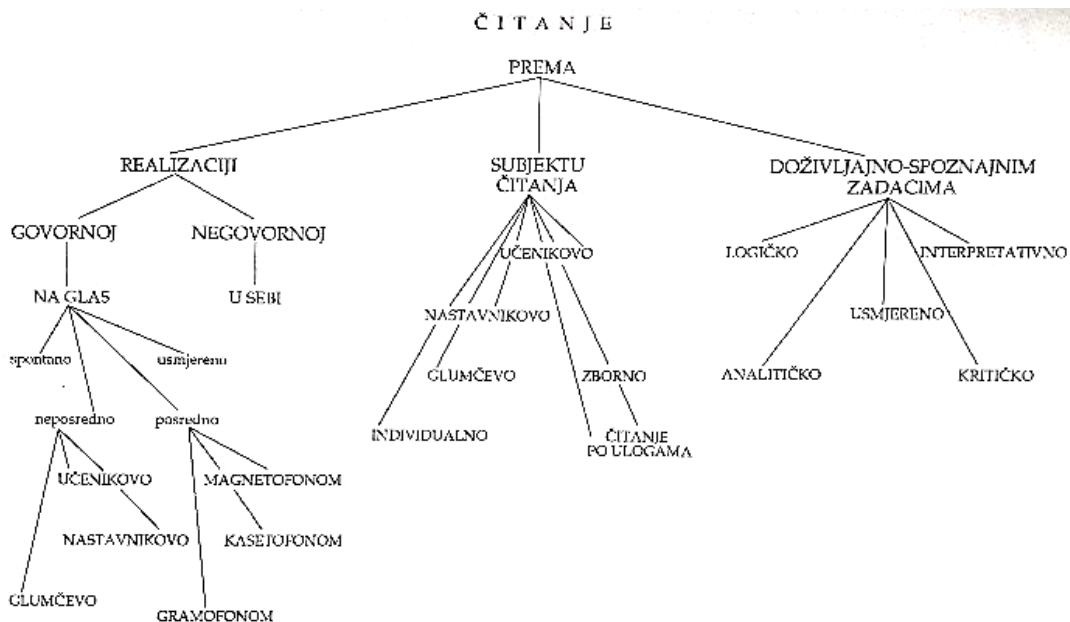 ČITANJE
PREMA
REALIZACIJI
SUBJEKTU
ČITANJA
DOŽIVLJAJNO-SPOZNAJNIM
ZADACIMA
GOVORNOJ
NEGOVORNOJ
NA GLAS
U SEBI
spontano
usmjereno
neposredno
posredno
UČENIKOVO
NASTAVNIKOVO
GLUMČEVO
MAGNETOFONOM
KASETOFONOM
GRAMOFONOM
UČENIKOVO
NASTAVNIKOVO
GLUMČEVO
INDIVIDUALNO
ZBORNO
ČITANJE
PO ULOGAMA
LOGIČKO
INTERPRETATIVNO
USMJERENO
ANALITIČKO
KRITIČKO